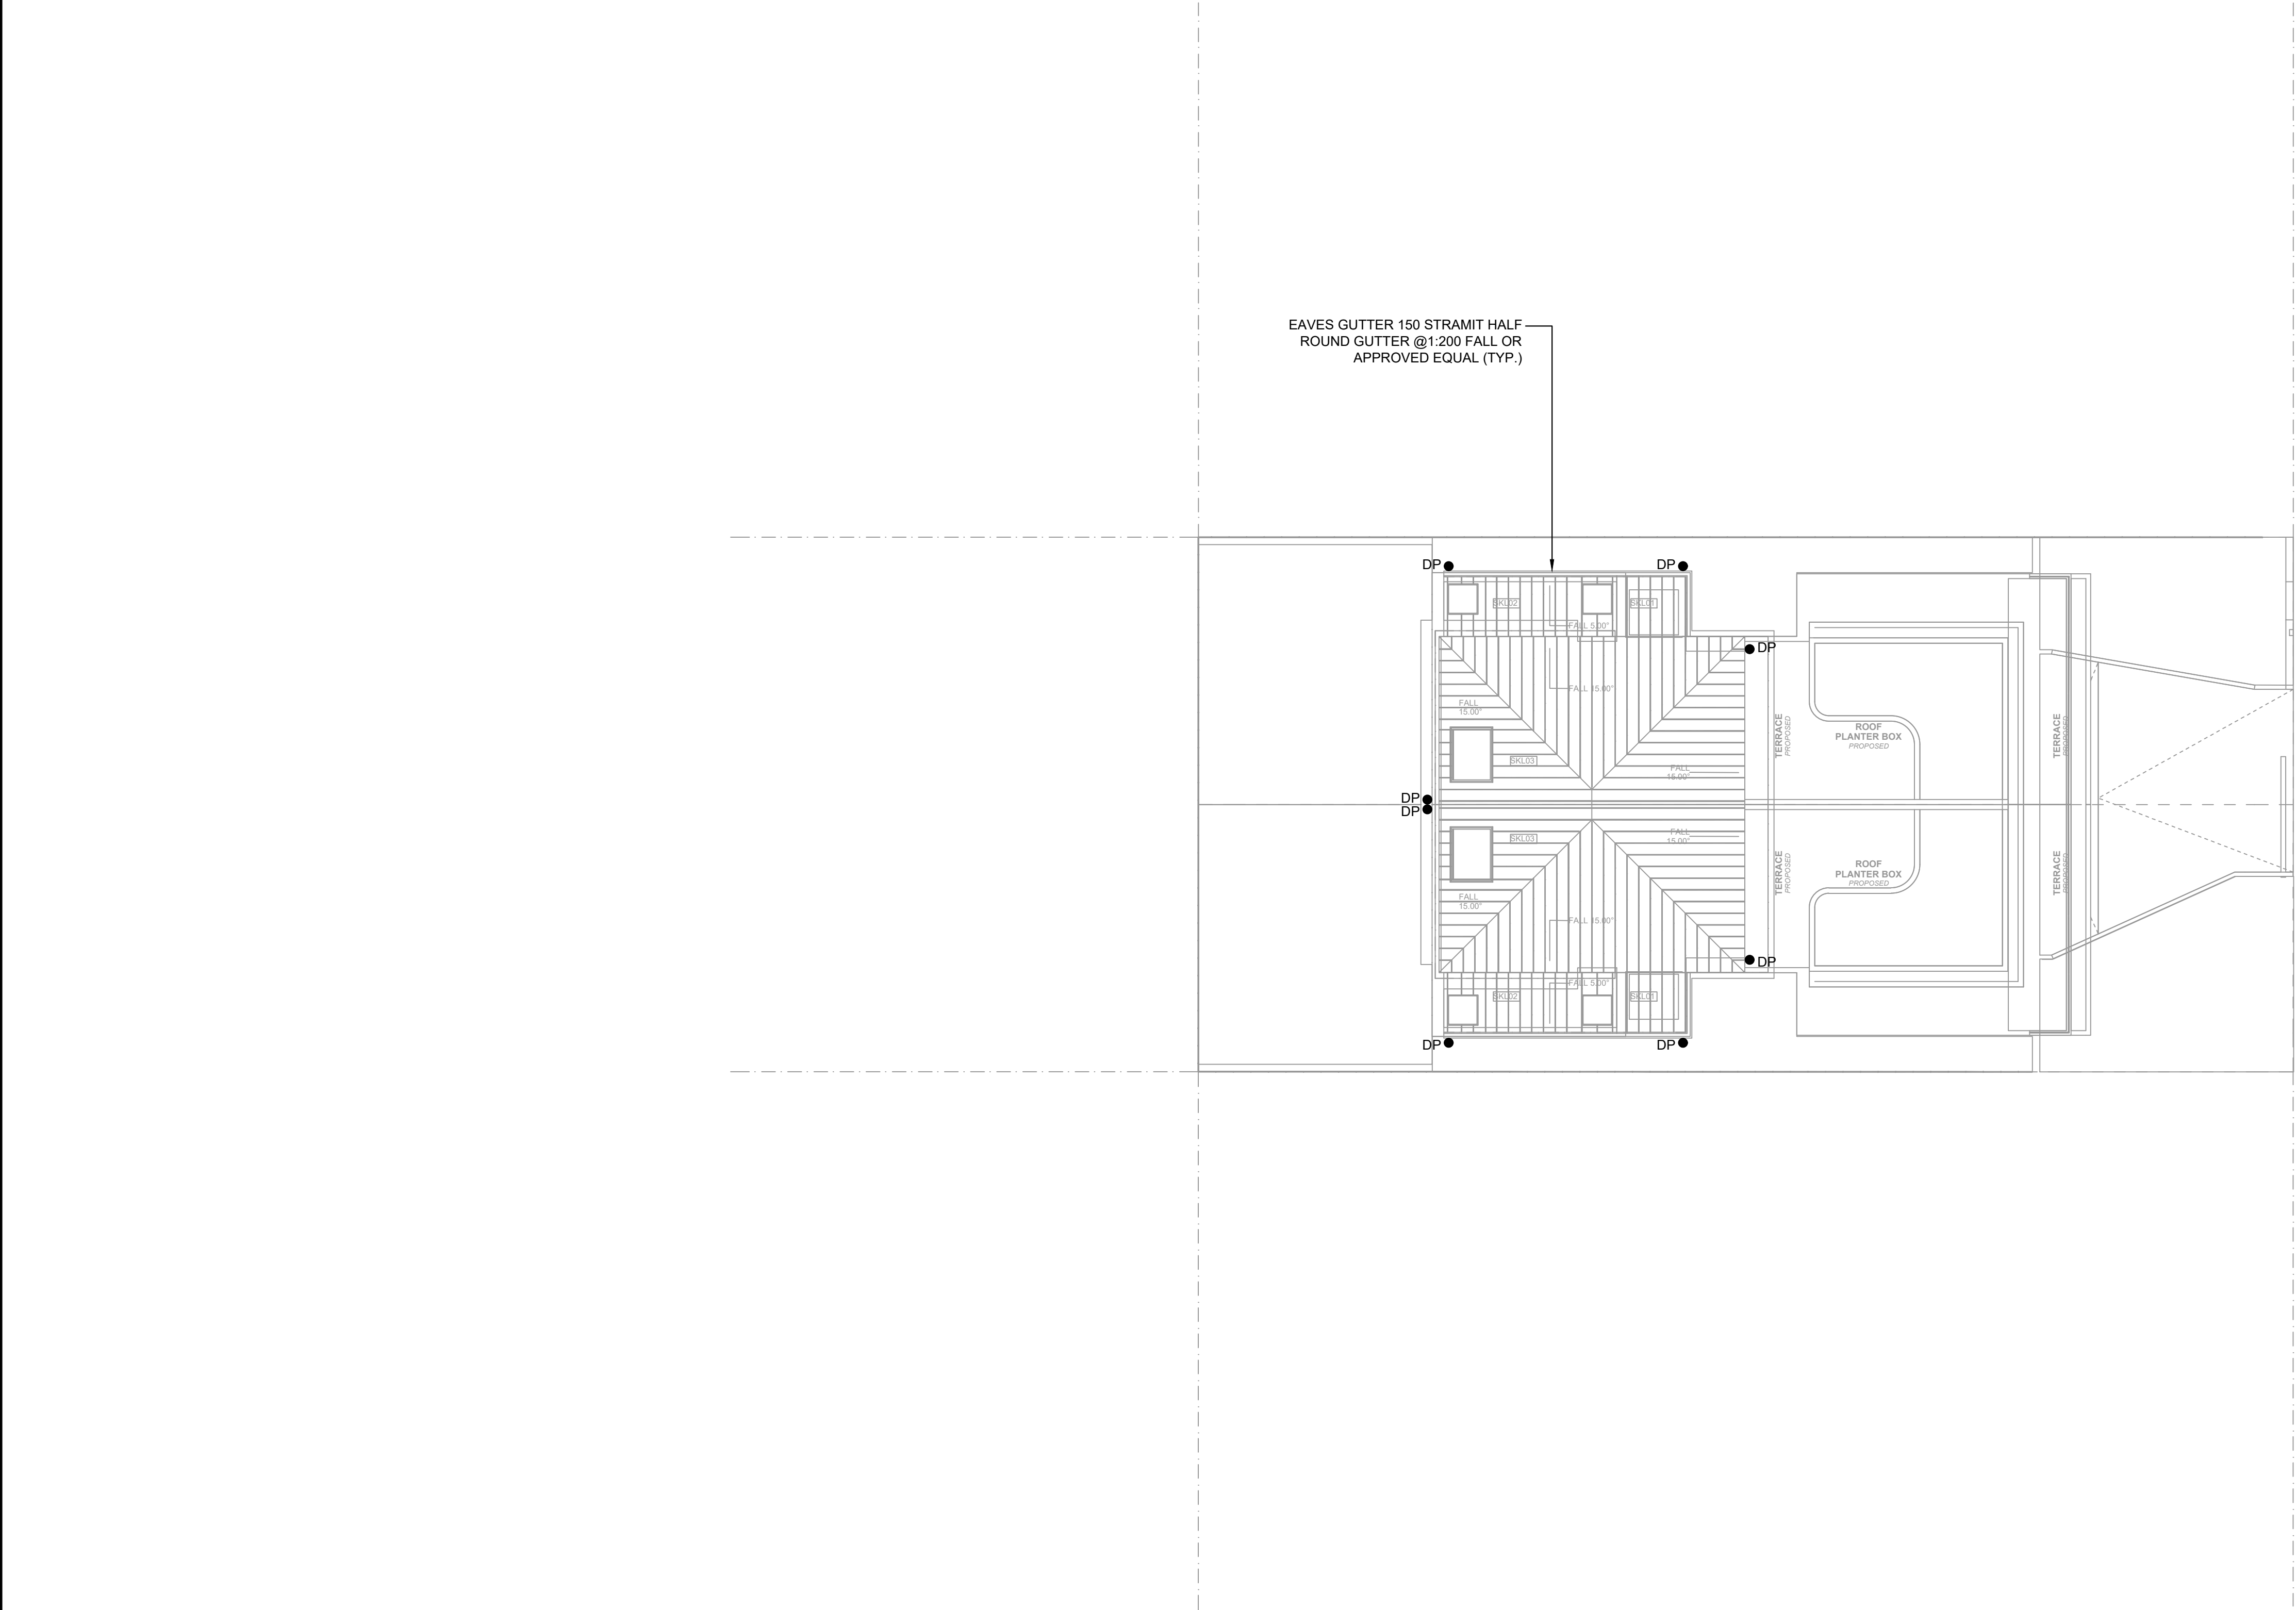 EAVES GUTTER 150 STRAMIT HALF
ROUND GUTTER @1:200 FALL OR
APPROVED EQUAL (TYP.)
DP
DP
SKL02
SKL01
FALL 5.00°
DP
FALL 15.00°
FALL
15.00°
TERRACE
PROPOSED
ROOF
PLANTER BOX
PROPOSED
TERRACE
PROPOSED
SKL03
FALL
15.00°
DP
DP
SKL03
FALL
15.00°
TERRACE
PROPOSED
ROOF
PLANTER BOX
PROPOSED
TERRACE
PROPOSED
FALL
15.00°
FALL 15.00°
DP
FALL 5.00°
SKL02
SKL01
DP
DP